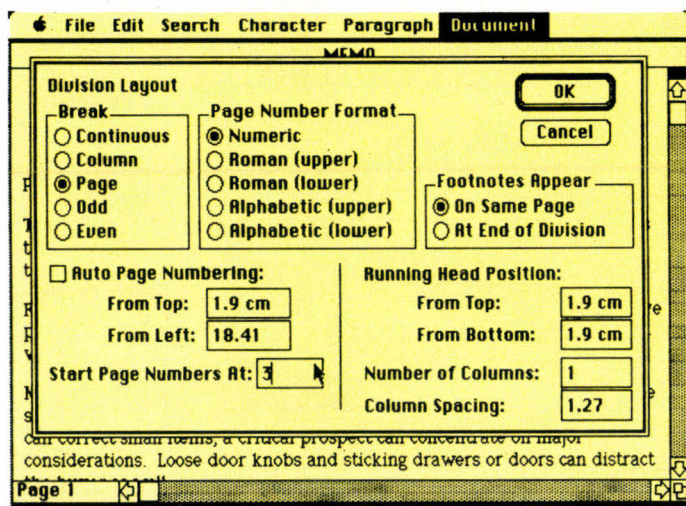 File Edit Search Character Paragraph Document
MEMO
Division Layout
OK
Cancel
Break
Continuous
Column
Page
Odd
Even
Page Number Format
Numeric
Roman (upper)
Roman (lower)
Alphabetic (upper)
Alphabetic (lower)
Footnotes Appear
On Same Page
At End of Division
Auto Page Numbering:
From Top: 1.9 cm
From Left: 18.41
Start Page Numbers At: 3
Running Head Position:
From Top: 1.9 cm
From Bottom: 1.9 cm
Number of Columns: 1
Column Spacing: 1.27
can correct small items, a crucial prospect can concentrate on major
considerations. Loose door knobs and sticking drawers or doors can distract
Page 1